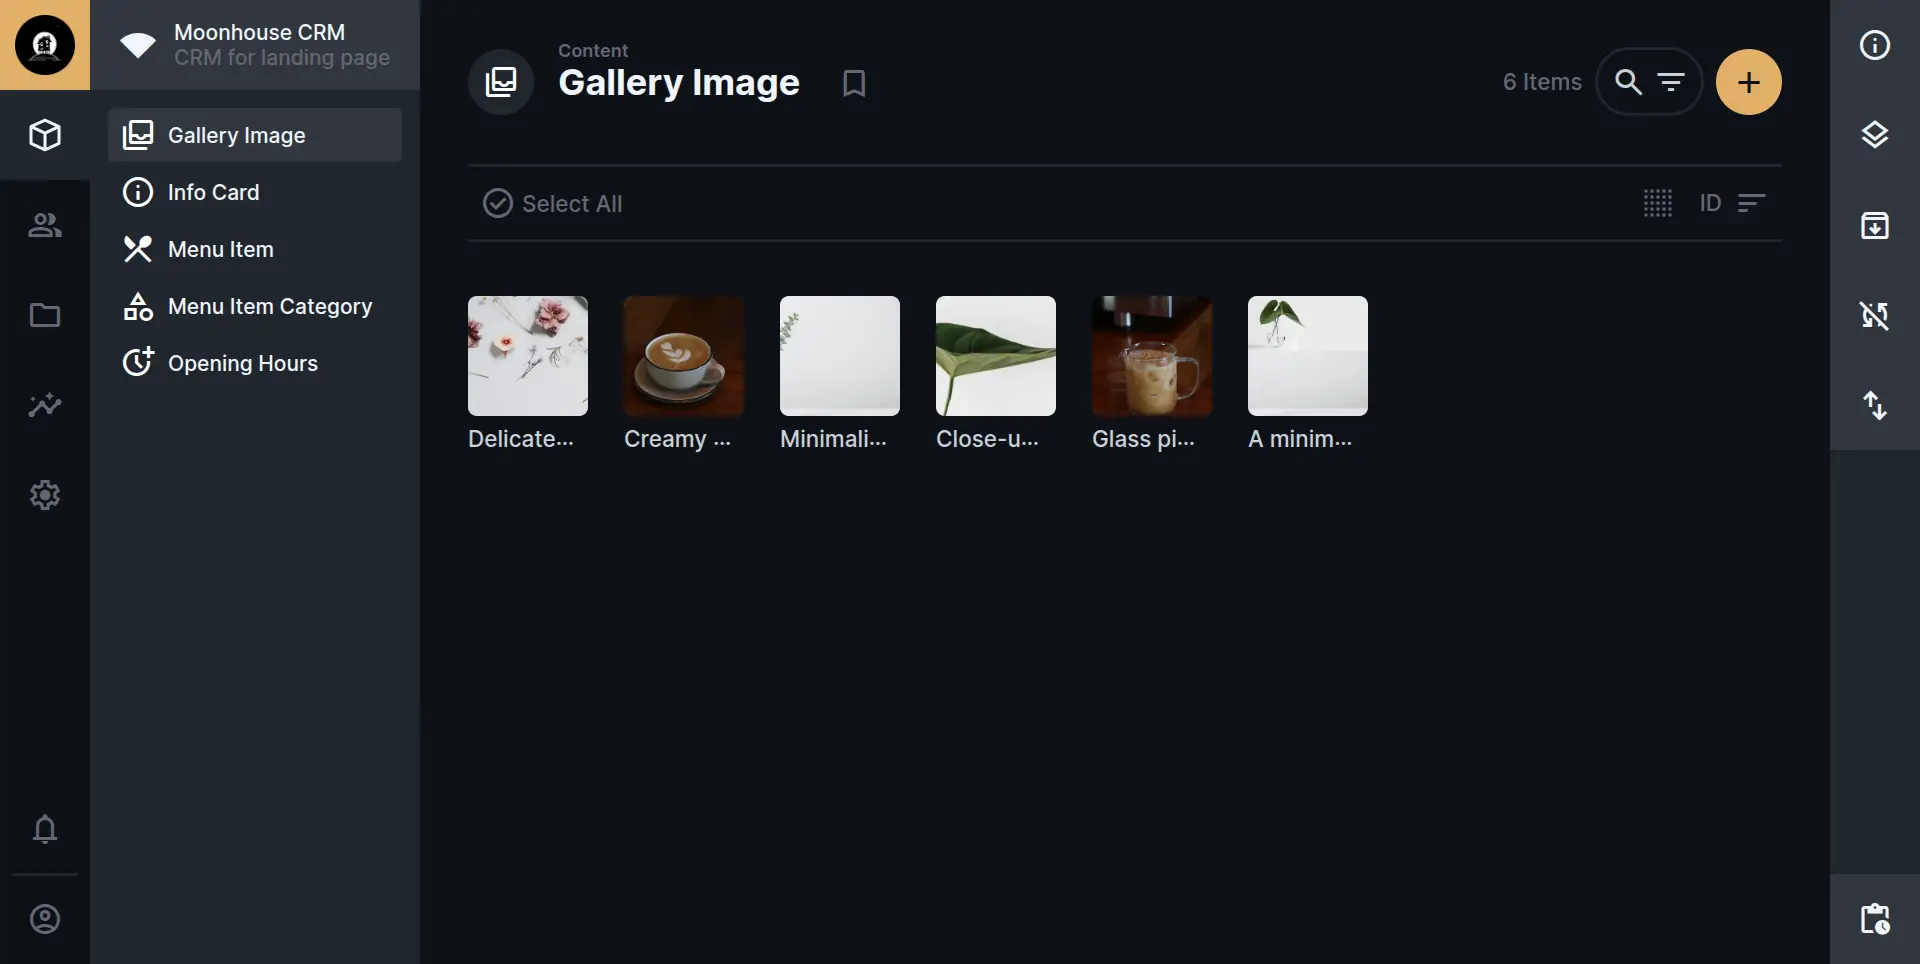 Moonhouse CRM
CRM for landing page
Gallery Image
Info Card
Menu Item
Menu Item Category
Opening Hours
Content
Gallery Image
6 Items
Select All
ID
Delicate...
Creamy ...
Minimali...
Close-u...
Glass pi...
A minim...